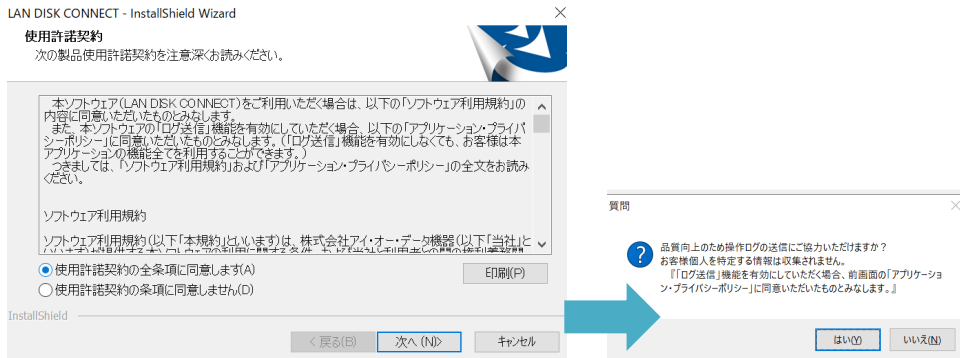 LAN DISK CONNECT - InstallShield Wizard
使用許諾契約
次の製品使用許諾契約を注意深くお読みください。
本ソフトウェア(LAN DISK CONNECT)をご利用いただく場合は、以下の「ソフトウェア利用規約」の
内容に同意いただいたものとみなします。
また、本ソフトウェアの「ログ送信」機能を有効にしていただく場合、以下の「アプリケーション・プライバ
シーポリシー」に同意いただいたものとみなします。(「ログ送信」機能を有効にしなくても、お客様は本
アプリケーションの機能全てを利用することができます。)
つきましては、「ソフトウェア利用規約」および「アプリケーション・プライバシーポリシー」の全文をお読み
ください。
ソフトウェア利用規約
ソフトウェア利用規約(以下「本規約」といいます)は、株式会社アイ・オー・データ機器(以下「当社」と
使用許諾契約の全条項に同意します(A)
印刷(P)
使用許諾契約の条項に同意しません(D)
InstallShield
< 戻る(B)
次へ (N)>
キャンセル
質問
品質向上のため操作ログの送信にご協力いただけますか?
お客様個人を特定する情報は収集されません。
『「ログ送信」機能を有効にしていただく場合、前画面の「アプリケーショ
ン・プライバシーポリシー」に同意いただいたものとみなします。』
はい(Y)
いいえ(N)